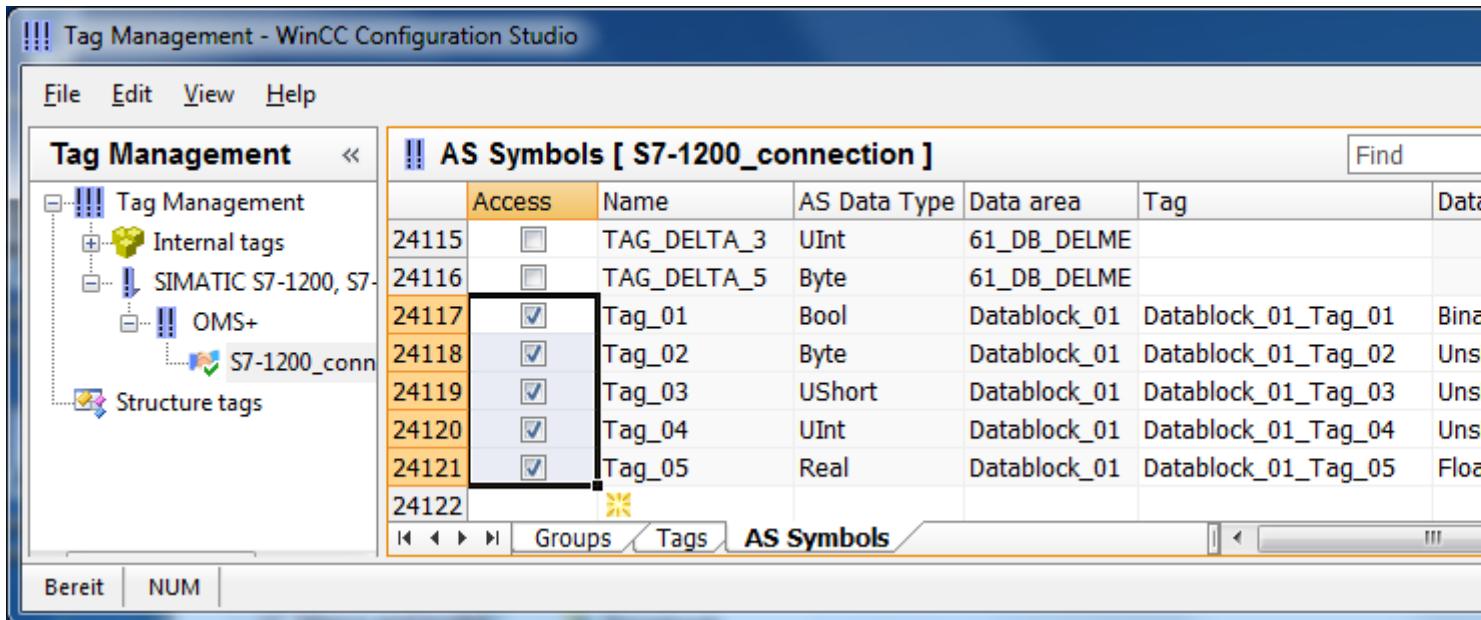 Tag Management - WinCC Configuration Studio
File Edit View Help
Tag Management «
Tag Management
Internal tags
SIMATIC S7-1200, S7-
OMS+
S7-1200_conn
Structure tags
AS Symbols [ S7-1200_connection ] Find
Access Name AS Data Type Data area Tag Data
24115 TAG_DELTA_3 UInt 61_DB_DELME
24116 TAG_DELTA_5 Byte 61_DB_DELME
24117 Tag_01 Bool Datablock_01 Datablock_01_Tag_01 Bina
24118 Tag_02 Byte Datablock_01 Datablock_01_Tag_02 Uns
24119 Tag_03 UShort Datablock_01 Datablock_01_Tag_03 Uns
24120 Tag_04 UInt Datablock_01 Datablock_01_Tag_04 Uns
24121 Tag_05 Real Datablock_01 Datablock_01_Tag_05 Floa
24122
Groups Tags AS Symbols
Bereit NUM